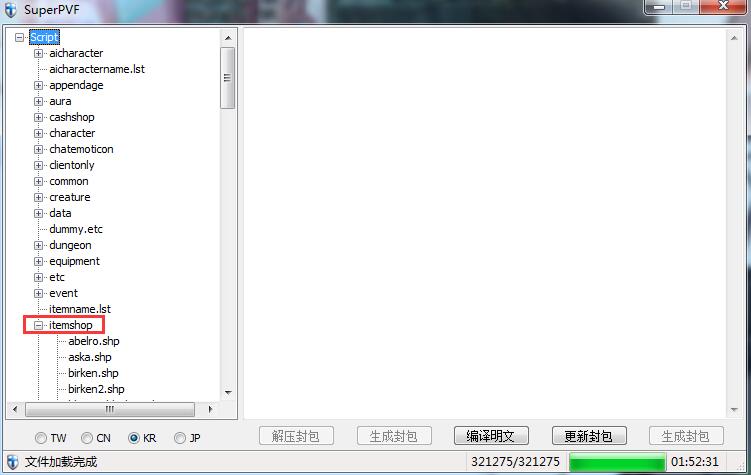 SuperPVF
Script
aicharacter
aicharactername.lst
appendage
aura
cashshop
character
chatemoticon
clientonly
common
creature
data
dummy.etc
dungeon
equipment
etc
event
itemname.lst
itemshop
abelro.shp
aska.shp
birken.shp
birken2.shp
TW CN KR JP
解压封包 生成封包 编译明文 更新封包 生成封包
文件加载完成 321275/321275 01:52:31